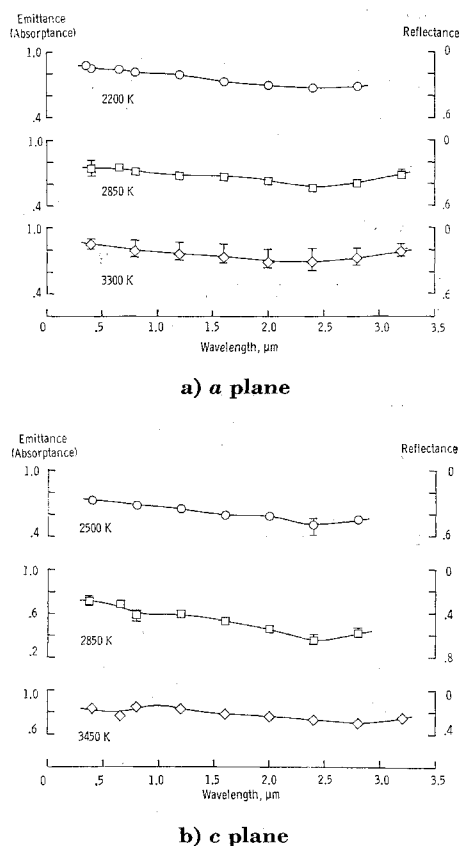 Emittance
(Absorptance)
Reflectance
1.0
0
2200 K
.4
.6
1.0
0
2850 K
.4
.6
1.0
0
3300 K
.4
.6
0 .5 1.0 1.5 2.0 2.5 3.0 3.5
Wavelength, μm
a) a plane
Emittance
(Absorptance)
Reflectance
1.0
0
.4
2500 K
.6
1.0
0
.6
.4
2850 K
.2
.8
1.0
0
.6
3450 K
.4
0 .5 1.0 1.5 2.0 2.5 3.0 3.5
Wavelength, μm
b) c plane